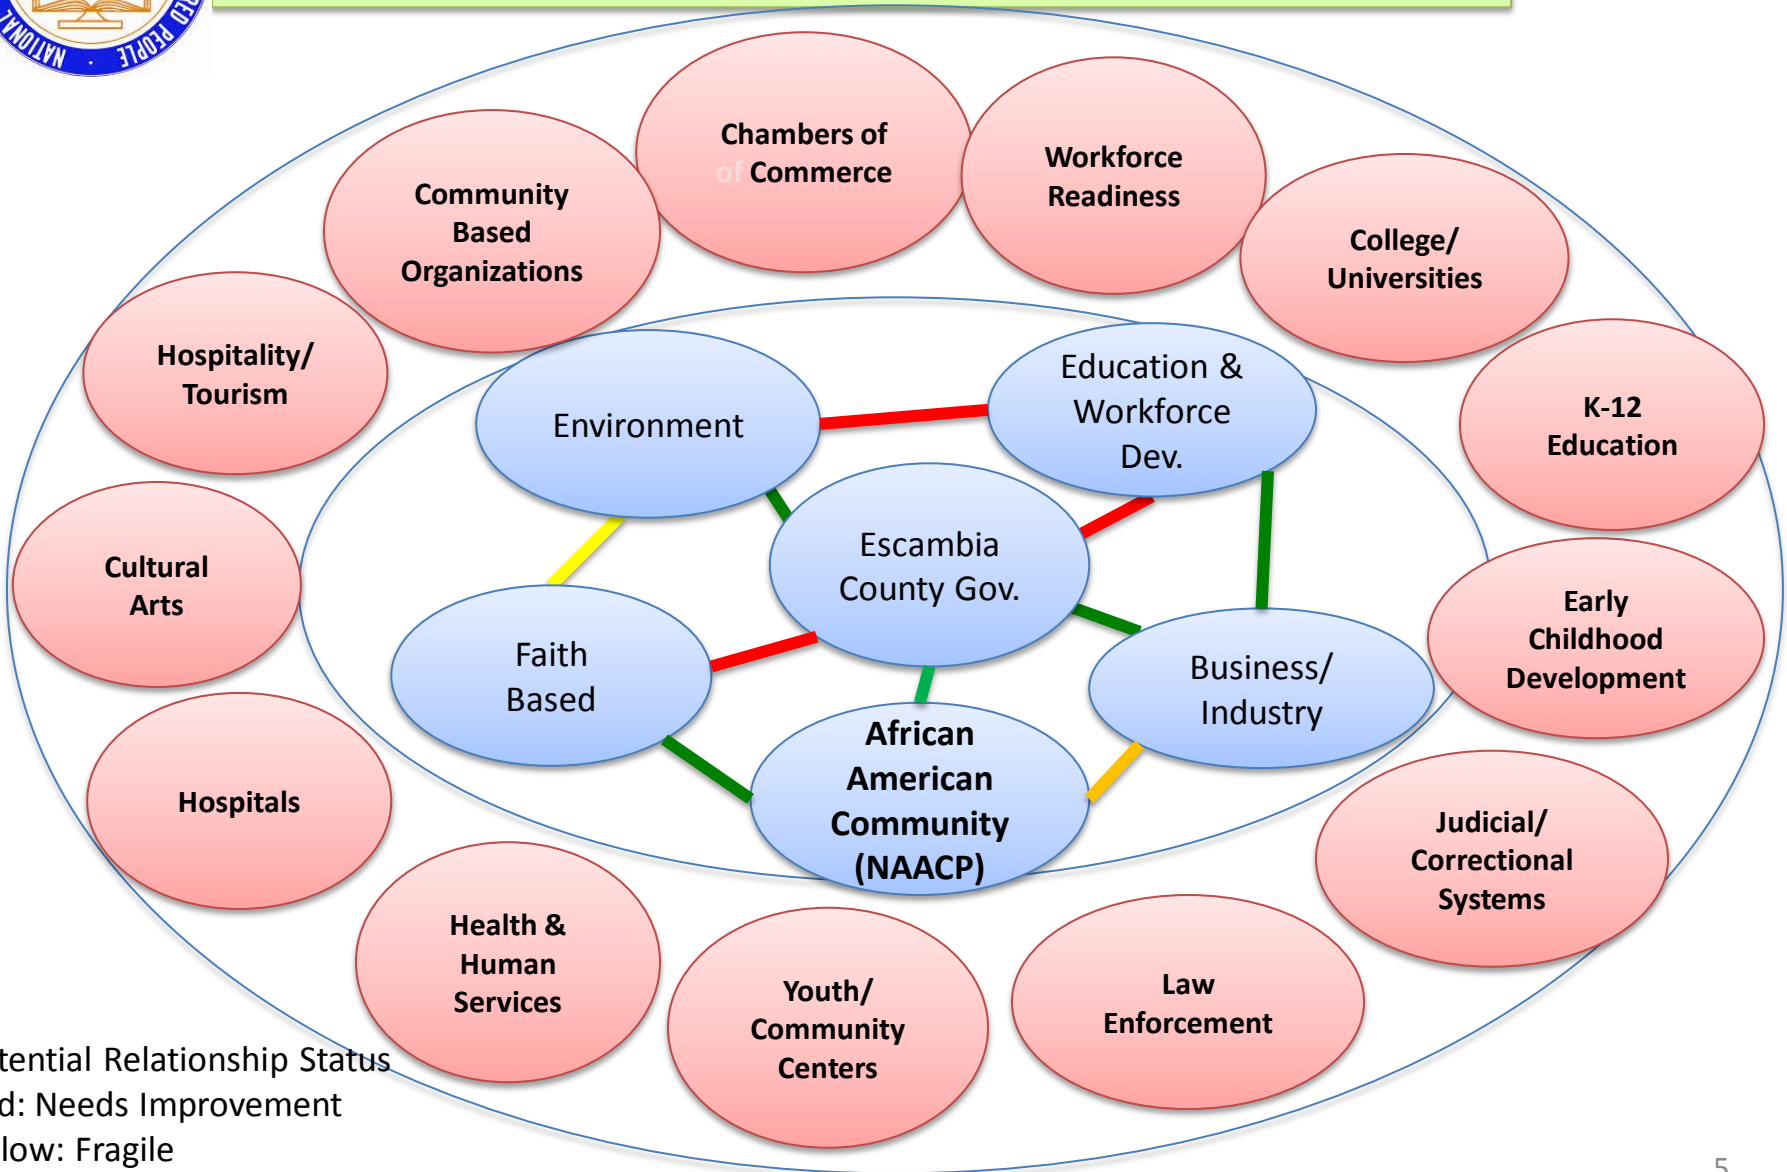 NATIONAL
PEOPLE
Chambers of
of Commerce
Workforce
Readiness
Community
Based
Organizations
College/
Universities
Hospitality/
Tourism
Education &
Workforce
Dev.
K-12
Education
Environment
Escambia
County Gov.
Cultural
Arts
Early
Childhood
Development
Faith
Based
Business/
Industry
African
American
Community
(NAACP)
Hospitals
Judicial/
Correctional
Systems
Health &
Human
Services
Youth/
Community
Centers
Law
Enforcement
tential Relationship Status
d: Needs Improvement
low: Fragile
5